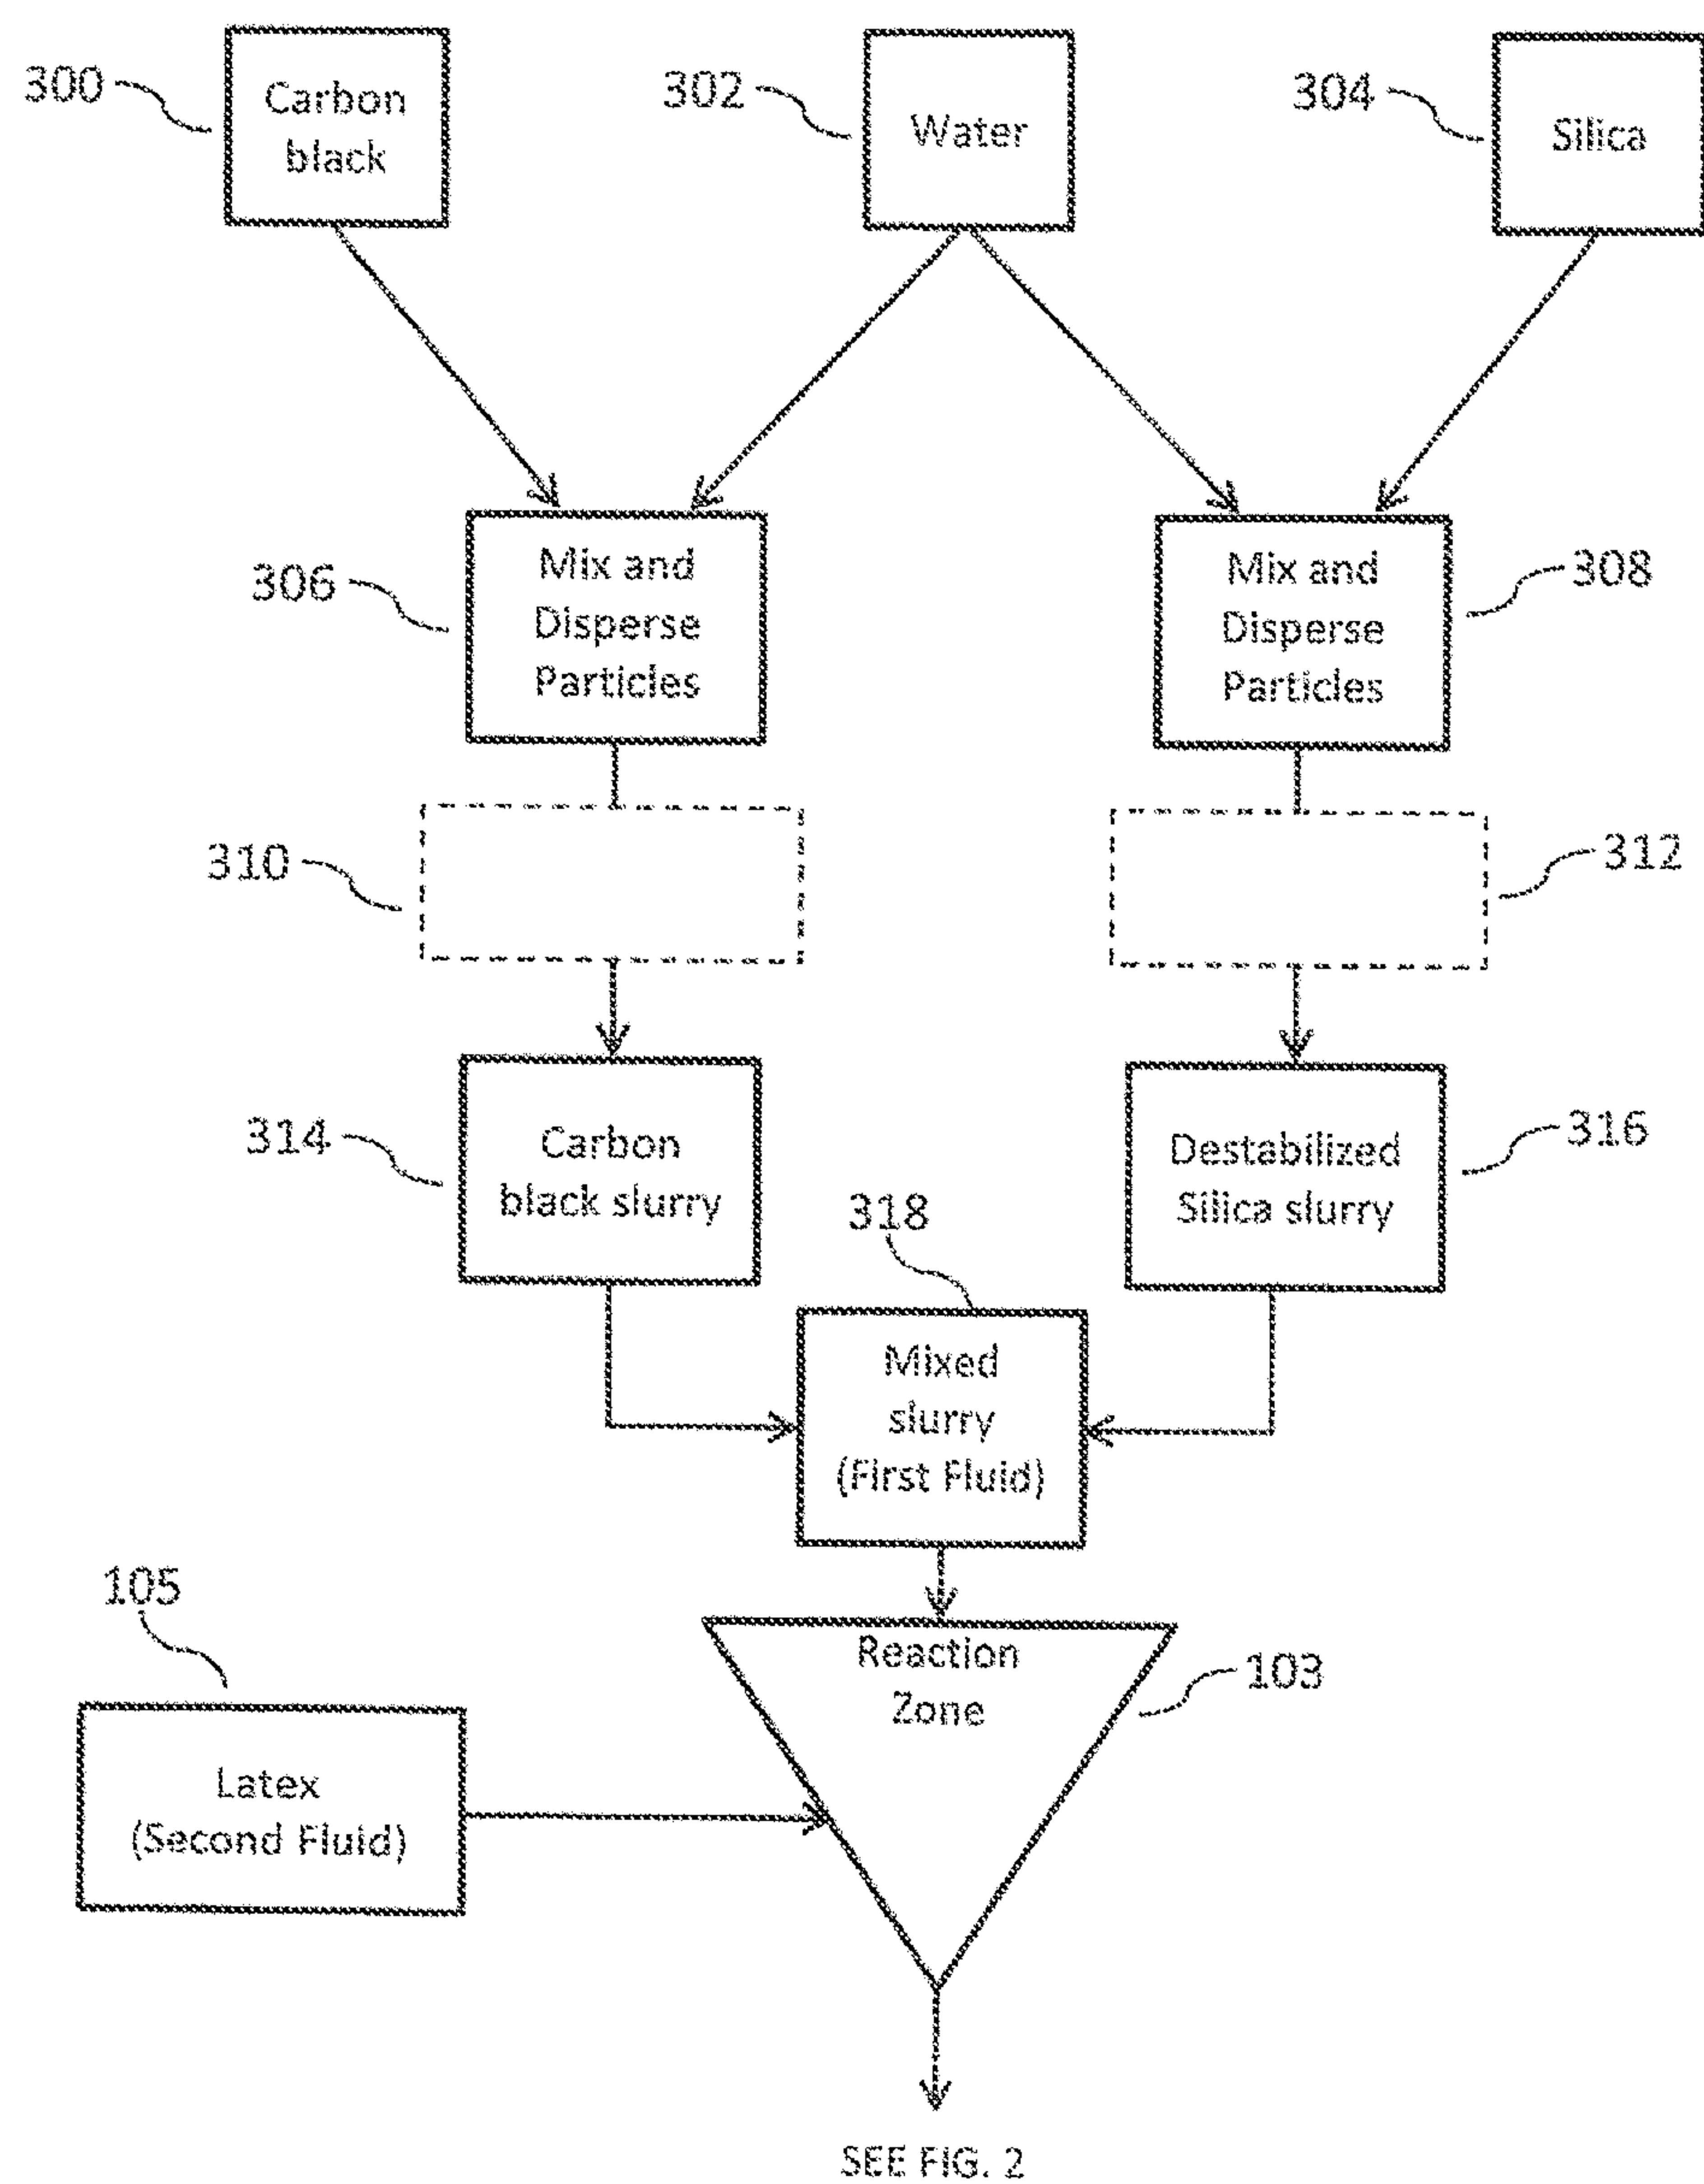 300
Carbon
black
302
Water
304
Silica
306
Mix and
Disperse
Particles
Mix and
Disperse
Particles
308
310
312
314
Carbon
black slurry
Destabilized
Silica slurry
316
318
Mixed
slurry
(First Fluid)
105
Latex
(Second Fluid)
Reaction
Zone
103
SEE FIG. 2